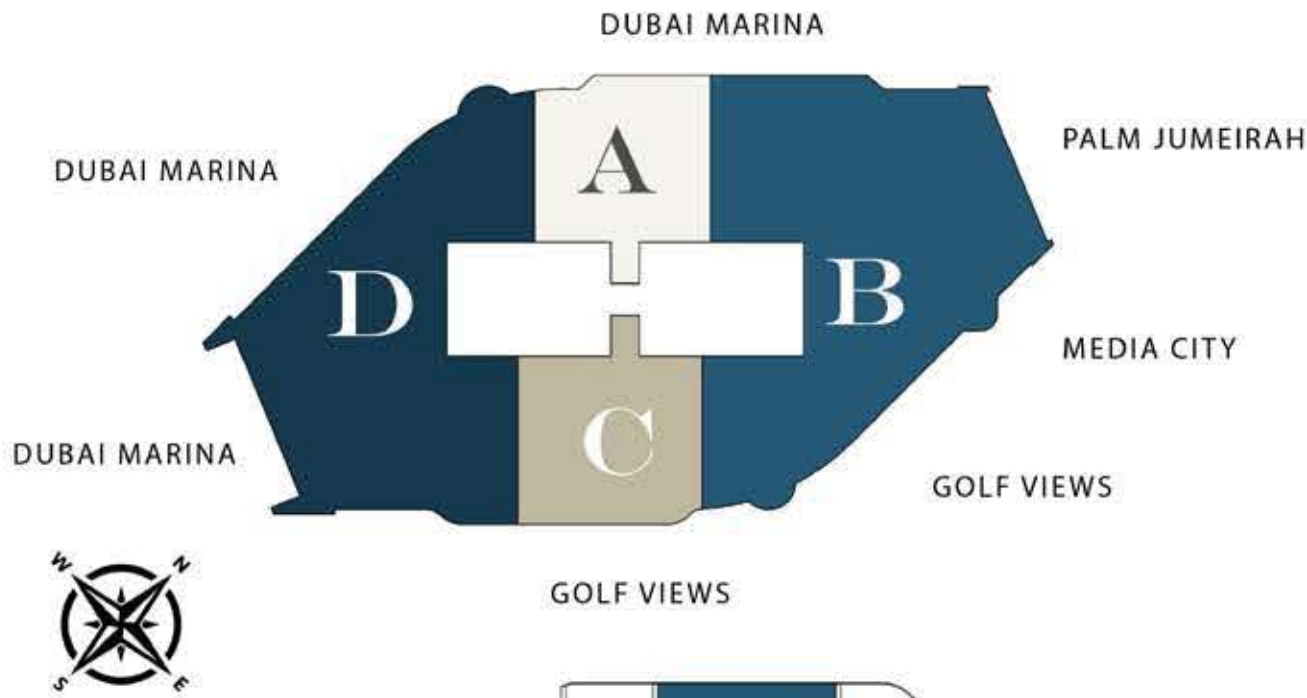 DUBAI MARINA
PALM JUMEIRAH
DUBAI MARINA
A
D
B
MEDIA CITY
C
DUBAI MARINA
GOLF VIEWS
GOLF VIEWS
W N
S E